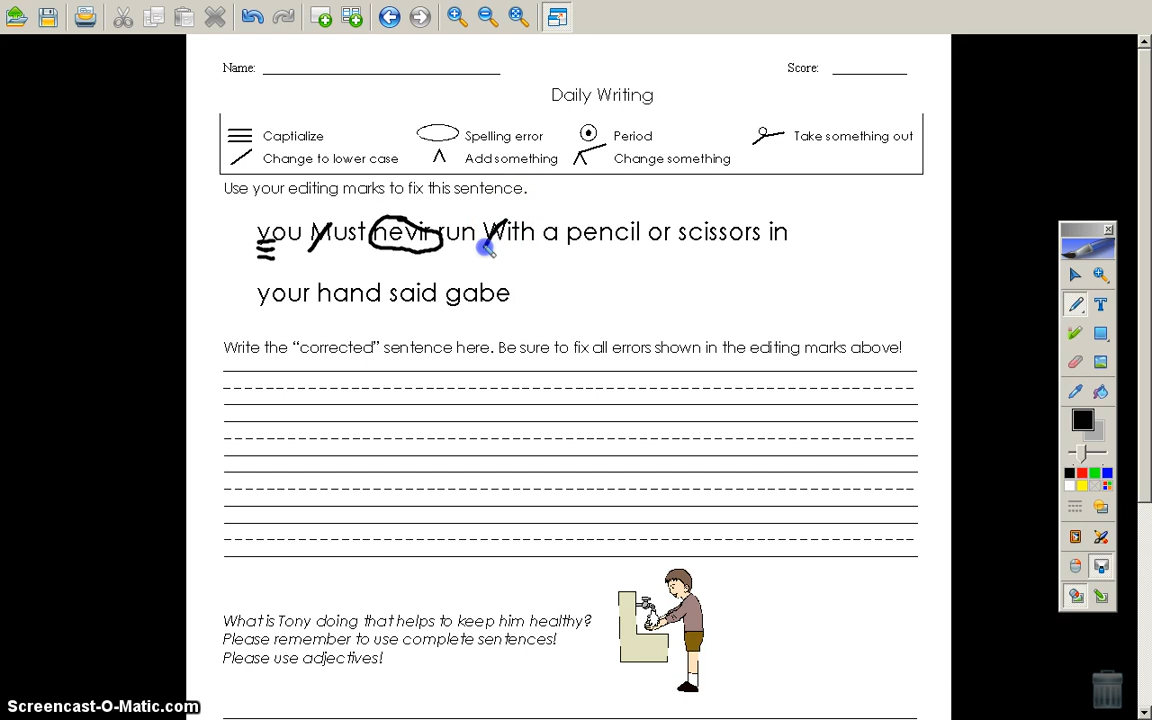 Name: Score:
Daily Writing
Captialize Spelling error Period Take something out
Change to lower case Add something Change something
Use your editing marks to fix this sentence.
you Must nevir run With a pencil or scissors in
your hand said gabe
Write the “corrected” sentence here. Be sure to fix all errors shown in the editing marks above!
What is Tony doing that helps to keep him healthy?
Please remember to use complete sentences!
Please use adjectives!
Screencast-O-Matic.com